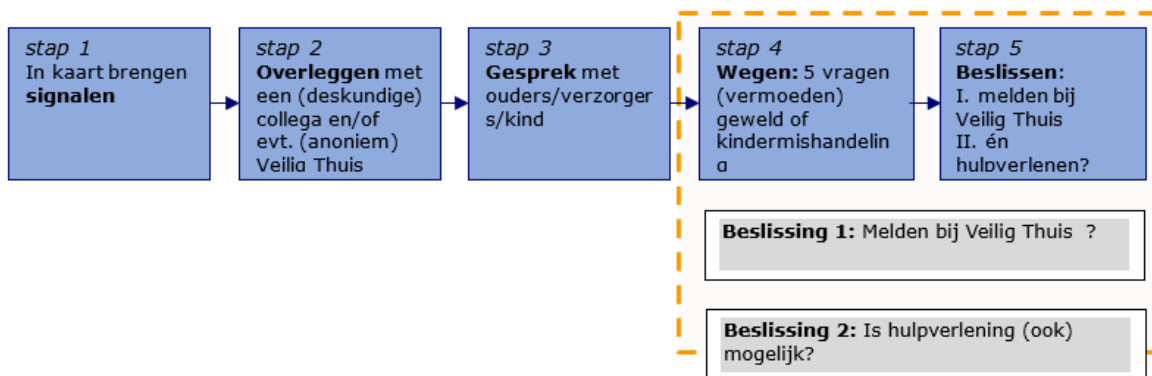 stap 1
In kaart brengen
signalen
stap 2
Overleggen met
een (deskundige)
collega en/of
evt. (anoniem)
Veilig Thuis
stap 3
Gesprek met
ouders/verzorger
s/kind
stap 4
Wegen: 5 vragen
(vermoeden)
geweld of
kindermishandelin
g
stap 5
Beslissen:
I. melden bij
Veilig Thuis
II. én
hulpverlenen?
Beslissing 1: Melden bij Veilig Thuis ?
Beslissing 2: Is hulpverlening (ook)
mogelijk?